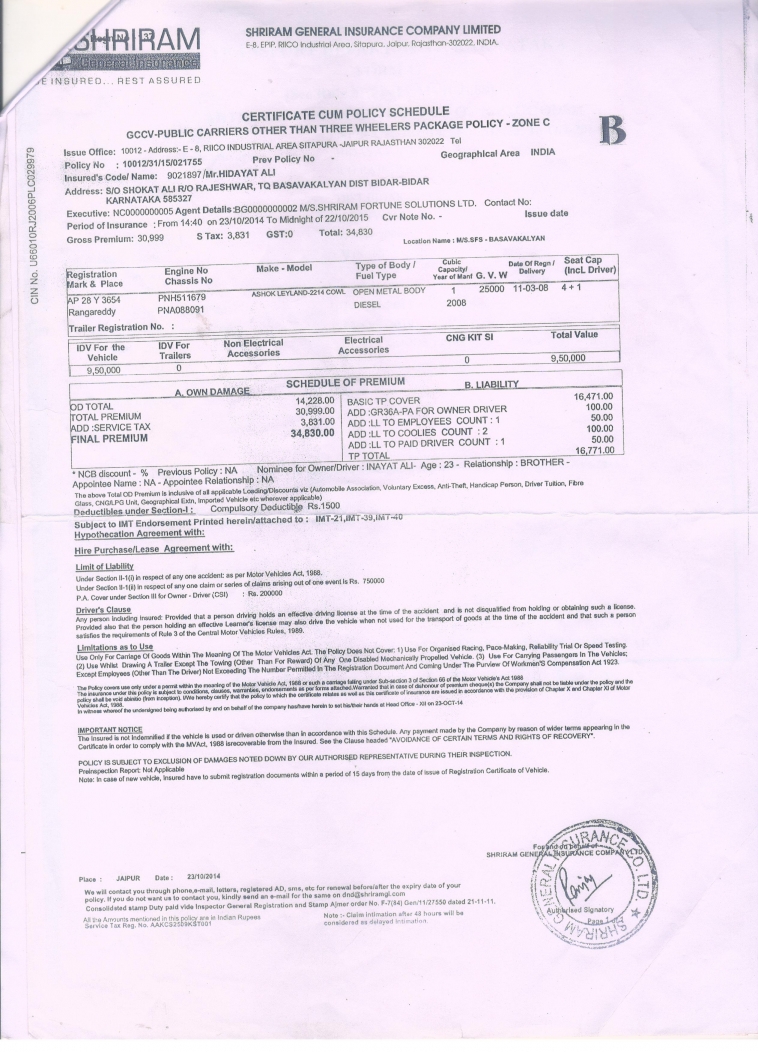 SHRIRAM
General Insurance
E INSURED... REST ASSURED
SHRIRAM GENERAL INSURANCE COMPANY LIMITED
E-8, EPIP, RIICO Industrial Area, Sitapura, Jaipur, Rajasthan-302022, INDIA.
CIN No. U66010RJ2006PLC029979
CERTIFICATE CUM POLICY SCHEDULE
GCCV-PUBLIC CARRIERS OTHER THAN THREE WHEELERS PACKAGE POLICY - ZONE C
B
Issue Office: 10012 - Address:- E - 8, RIICO INDUSTRIAL AREA SITAPURA -JAIPUR RAJASTHAN 302022 Tel
Policy No : 10012/31/15/021755 Prev Policy No - Geographical Area INDIA
Insured's Code/ Name: 9021897/Mr.HIDAYAT ALI
Address: S/O SHOKAT ALI R/O RAJESHWAR, TQ BASAVAKALYAN DIST BIDAR-BIDAR
KARNATAKA 585327
Executive: NC0000000005 Agent Details:BG0000000002 M/S.SHRIRAM FORTUNE SOLUTIONS LTD. Contact No:
Period of Insurance ; From 14:40 on 23/10/2014 To Midnight of 22/10/2015 Cvr Note No. - Issue date
Gross Premium: 30,999 S Tax: 3,831 GST:0 Total: 34,830 Location Name : M/S.SFS - BASAVAKALYAN
Registration Mark & Place Engine No Chassis No Make - Model Type of Body / Fuel Type Cubic Capacity/ Year of Manf G. V. W Date Of Regn / Delivery Seat Cap (Incl. Driver)
AP 28 Y 3654 PNH511679 ASHOK LEYLAND-2214 COWL OPEN METAL BODY 1 25000 11-03-08 4 + 1
Rangareddy PNA088091 DIESEL 2008
Trailer Registration No. :
IDV For the Vehicle IDV For Trailers Non Electrical Accessories Electrical Accessories CNG KIT SI Total Value
9,50,000 0 0 9,50,000
SCHEDULE OF PREMIUM
A. OWN DAMAGE B. LIABILITY
OD TOTAL 14,228.00 BASIC TP COVER 16,471.00
TOTAL PREMIUM 30,999.00 ADD :GR36A-PA FOR OWNER DRIVER 100.00
ADD :SERVICE TAX 3,831.00 ADD :LL TO EMPLOYEES COUNT : 1 50.00
FINAL PREMIUM 34,830.00 ADD :LL TO COOLIES COUNT : 2 100.00
ADD :LL TO PAID DRIVER COUNT : 1 50.00
TP TOTAL 16,771.00
* NCB discount - % Previous Policy : NA Nominee for Owner/Driver : INAYAT ALI- Age : 23 - Relationship : BROTHER -
Appointee Name : NA - Appointee Relationship : NA
The above Total OD Premium is inclusive of all applicable Loading/Discounts viz (Automobile Association, Voluntary Excess, Anti-Theft, Handicap Person, Driver Tuition, Fibre
Glass, CNG/LPG Unit, Geographical Extn, Imported Vehicle etc wherever applicable)
Deductibles under Section-I : Compulsory Deductible Rs.1500
Subject to IMT Endorsement Printed herein/attached to : IMT-21,IMT-39,IMT-40
Hypothecation Agreement with:
Hire Purchase/Lease Agreement with:
Limit of Liability
Under Section II-1(i) in respect of any one accident: as per Motor Vehicles Act, 1988.
Under Section II-1(ii) in respect of any one claim or series of claims arising out of one event is Rs. 750000
P.A. Cover under Section III for Owner - Driver (CSI) : Rs. 200000
Driver's Clause
Any person including insured: Provided that a person driving holds an effective driving license at the time of the accident and is not disqualified from holding or obtaining such a license.
Provided also that the person holding an effective Learner's license may also drive the vehicle when not used for the transport of goods at the time of the accident and that such a person
satisfies the requirements of Rule 3 of the Central Motor Vehicles Rules, 1989.
Limitations as to Use
Use Only For Carriage Of Goods Within The Meaning Of The Motor Vehicles Act. The Policy Does Not Cover: 1) Use For Organised Racing, Pace-Making, Reliability Trial Or Speed Testing.
(2) Use Whilst Drawing A Trailer Except The Towing (Other Than For Reward) Of Any One Disabled Mechanically Propelled Vehicle. (3) Use For Carrying Passengers In The Vehicles;
Except Employees (Other Than The Driver) Not Exceeding The Number Permitted In The Registration Document And Coming Under The Purview Of Workmen'S Compensation Act 1923.
The Policy covers use only under a permit within the meaning of the Motor Vehicle Act, 1988 or such a carriage falling under Sub-section 3 of Section 66 of the Motor Vehicle's Act 1988
The insurance under this policy is subject to conditions, clauses, warranties, endorsements as per forms attached.Warranted that in case of dishonour of premium cheque(s) the Company shall not be liable under the policy and the
policy shall be void abinitio (from inception). I/We hereby certify that the policy to which the certificate relates as well as this certificate of insurance are issued in accordance with the provision of Chapter X and Chapter XI of Motor
Vehicles Act, 1988.
In witness whereof the undersigned being authorised by and on behalf of the company has/have herein to set his/their hands at Head Office - XII on 23-OCT-14
IMPORTANT NOTICE
The Insured is not indemnified if the vehicle is used or driven otherwise than in accordance with this Schedule. Any payment made by the Company by reason of wider terms appearing in the
Certificate in order to comply with the MVAct, 1988 isrecoverable from the Insured. See the Clause headed "AVOIDANCE OF CERTAIN TERMS AND RIGHTS OF RECOVERY".
POLICY IS SUBJECT TO EXCLUSION OF DAMAGES NOTED DOWN BY OUR AUTHORISED REPRESENTATIVE DURING THEIR INSPECTION.
Preinspection Report: Not Applicable
Note: In case of new vehicle, Insured have to submit registration documents within a period of 15 days from the date of issue of Registration Certificate of Vehicle.
For and on behalf of
SHRIRAM GENERAL INSURANCE COMPANY LTD
Authorised Signatory
SHRIRAM GENERAL INSURANCE CO. LTD.
Place : JAIPUR Date : 23/10/2014
We will contact you through phone,e-mail, letters, registered AD, sms, etc for renewal before/after the expiry date of your
policy. If you do not want us to contact you, kindly send an e-mail for the same on dnd@shriramgi.com
Consolidated stamp Duty paid vide Inspector General Registration and Stamp Ajmer order No. F-7(84) Gen/11/27550 dated 21-11-11.
All the Amounts mentioned in this policy are in Indian Rupees
Service Tax Reg. No. AAKCS2509KST001
Note :- Claim intimation after 48 hours will be
considered as delayed intimation.